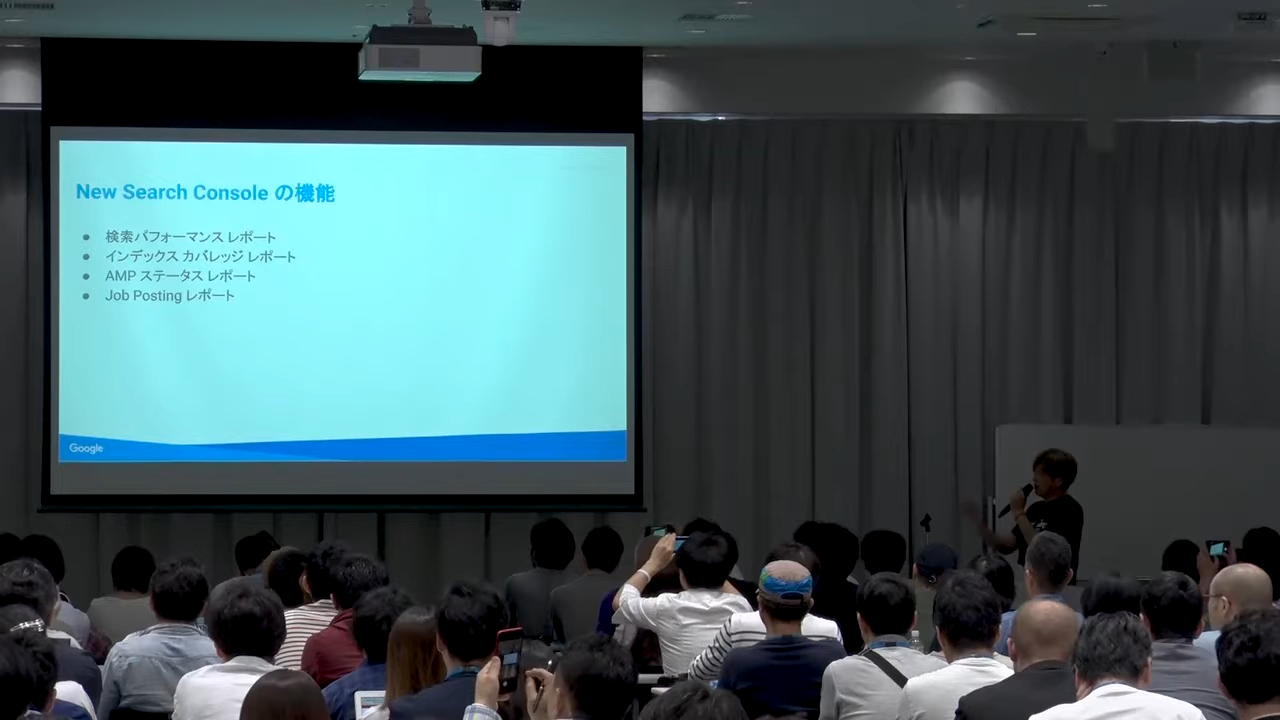 New Search Console の機能
● 検索パフォーマンス レポート
● インデックス カバレッジ レポート
● AMP ステータス レポート
● Job Posting レポート
Google